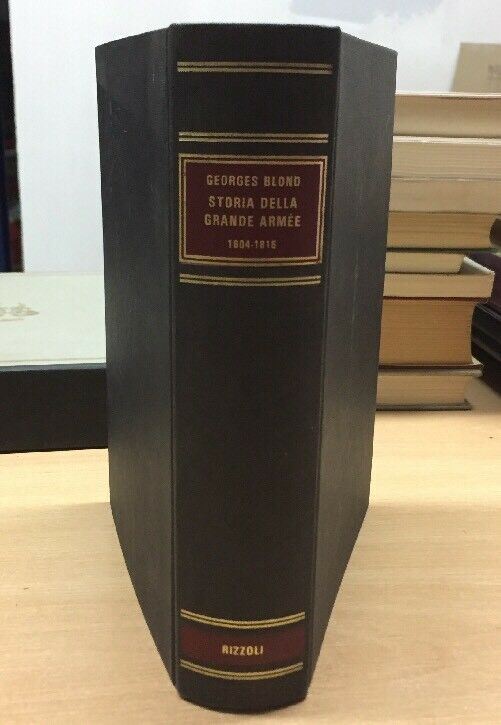 GEORGES BLOND
STORIA DELLA
GRANDE ARMÉE
1804-1815
RIZZOLI